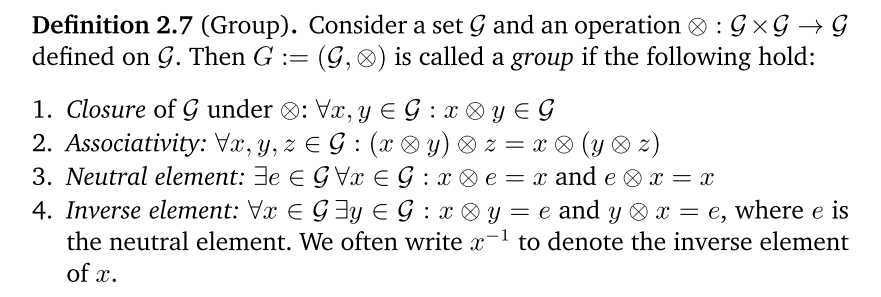 Definition 2.7 (Group). Consider a set 𝒢 and an operation ⊗ : 𝒢×𝒢 → 𝒢
defined on 𝒢. Then G := (𝒢, ⊗) is called a group if the following hold:
1. Closure of 𝒢 under ⊗: ∀x, y ∈ 𝒢 : x ⊗ y ∈ 𝒢
2. Associativity: ∀x, y, z ∈ 𝒢 : (x ⊗ y) ⊗ z = x ⊗ (y ⊗ z)
3. Neutral element: ∃e ∈ 𝒢 ∀x ∈ 𝒢 : x ⊗ e = x and e ⊗ x = x
4. Inverse element: ∀x ∈ 𝒢 ∃y ∈ 𝒢 : x ⊗ y = e and y ⊗ x = e, where e is
the neutral element. We often write x⁻¹ to denote the inverse element
of x.